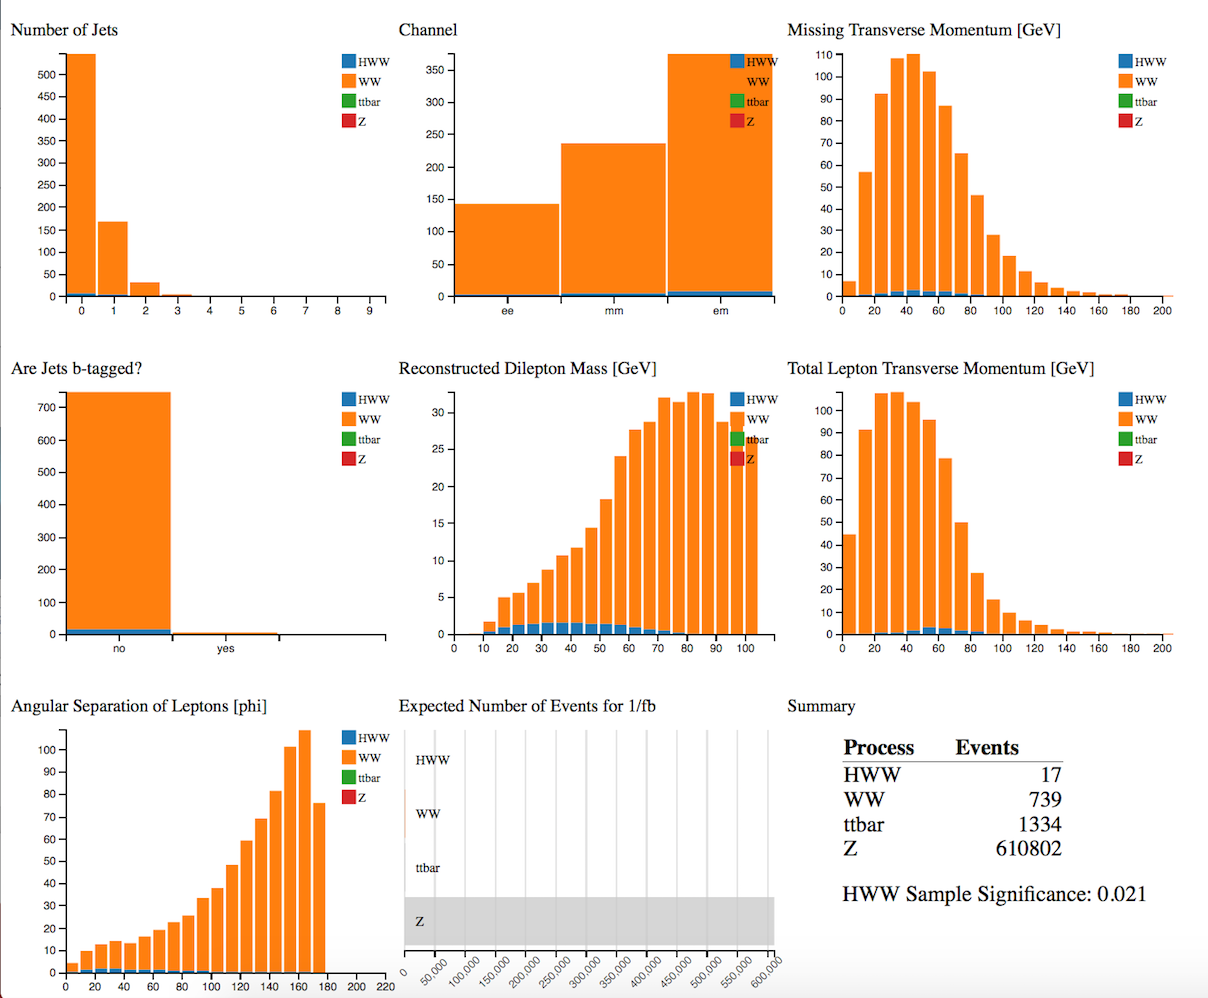 Number of Jets
HWW
WW
ttbar
Z
500
450
400
350
300
250
200
150
100
50
0
0 1 2 3 4 5 6 7 8 9
Channel
HWW
WW
ttbar
Z
350
300
250
200
150
100
50
0
ee mm em
Missing Transverse Momentum [GeV]
HWW
WW
ttbar
Z
110
100
90
80
70
60
50
40
30
20
10
0
0 20 40 60 80 100 120 140 160 180 200
Are Jets b-tagged?
HWW
WW
ttbar
Z
700
600
500
400
300
200
100
0
no yes
Reconstructed Dilepton Mass [GeV]
HWW
WW
ttbar
Z
30
25
20
15
10
5
0
0 10 20 30 40 50 60 70 80 90 100
Total Lepton Transverse Momentum [GeV]
HWW
WW
ttbar
Z
100
90
80
70
60
50
40
30
20
10
0
0 20 40 60 80 100 120 140 160 180 200
Angular Separation of Leptons [phi]
HWW
WW
ttbar
Z
100
90
80
70
60
50
40
30
20
10
0
0 20 40 60 80 100 120 140 160 180 200 220
Expected Number of Events for 1/fb
HWW
WW
ttbar
Z
0 50,000 100,000 150,000 200,000 250,000 300,000 350,000 400,000 450,000 500,000 550,000 600,000
Summary
Process Events
HWW 17
WW 739
ttbar 1334
Z 610802
HWW Sample Significance: 0.021